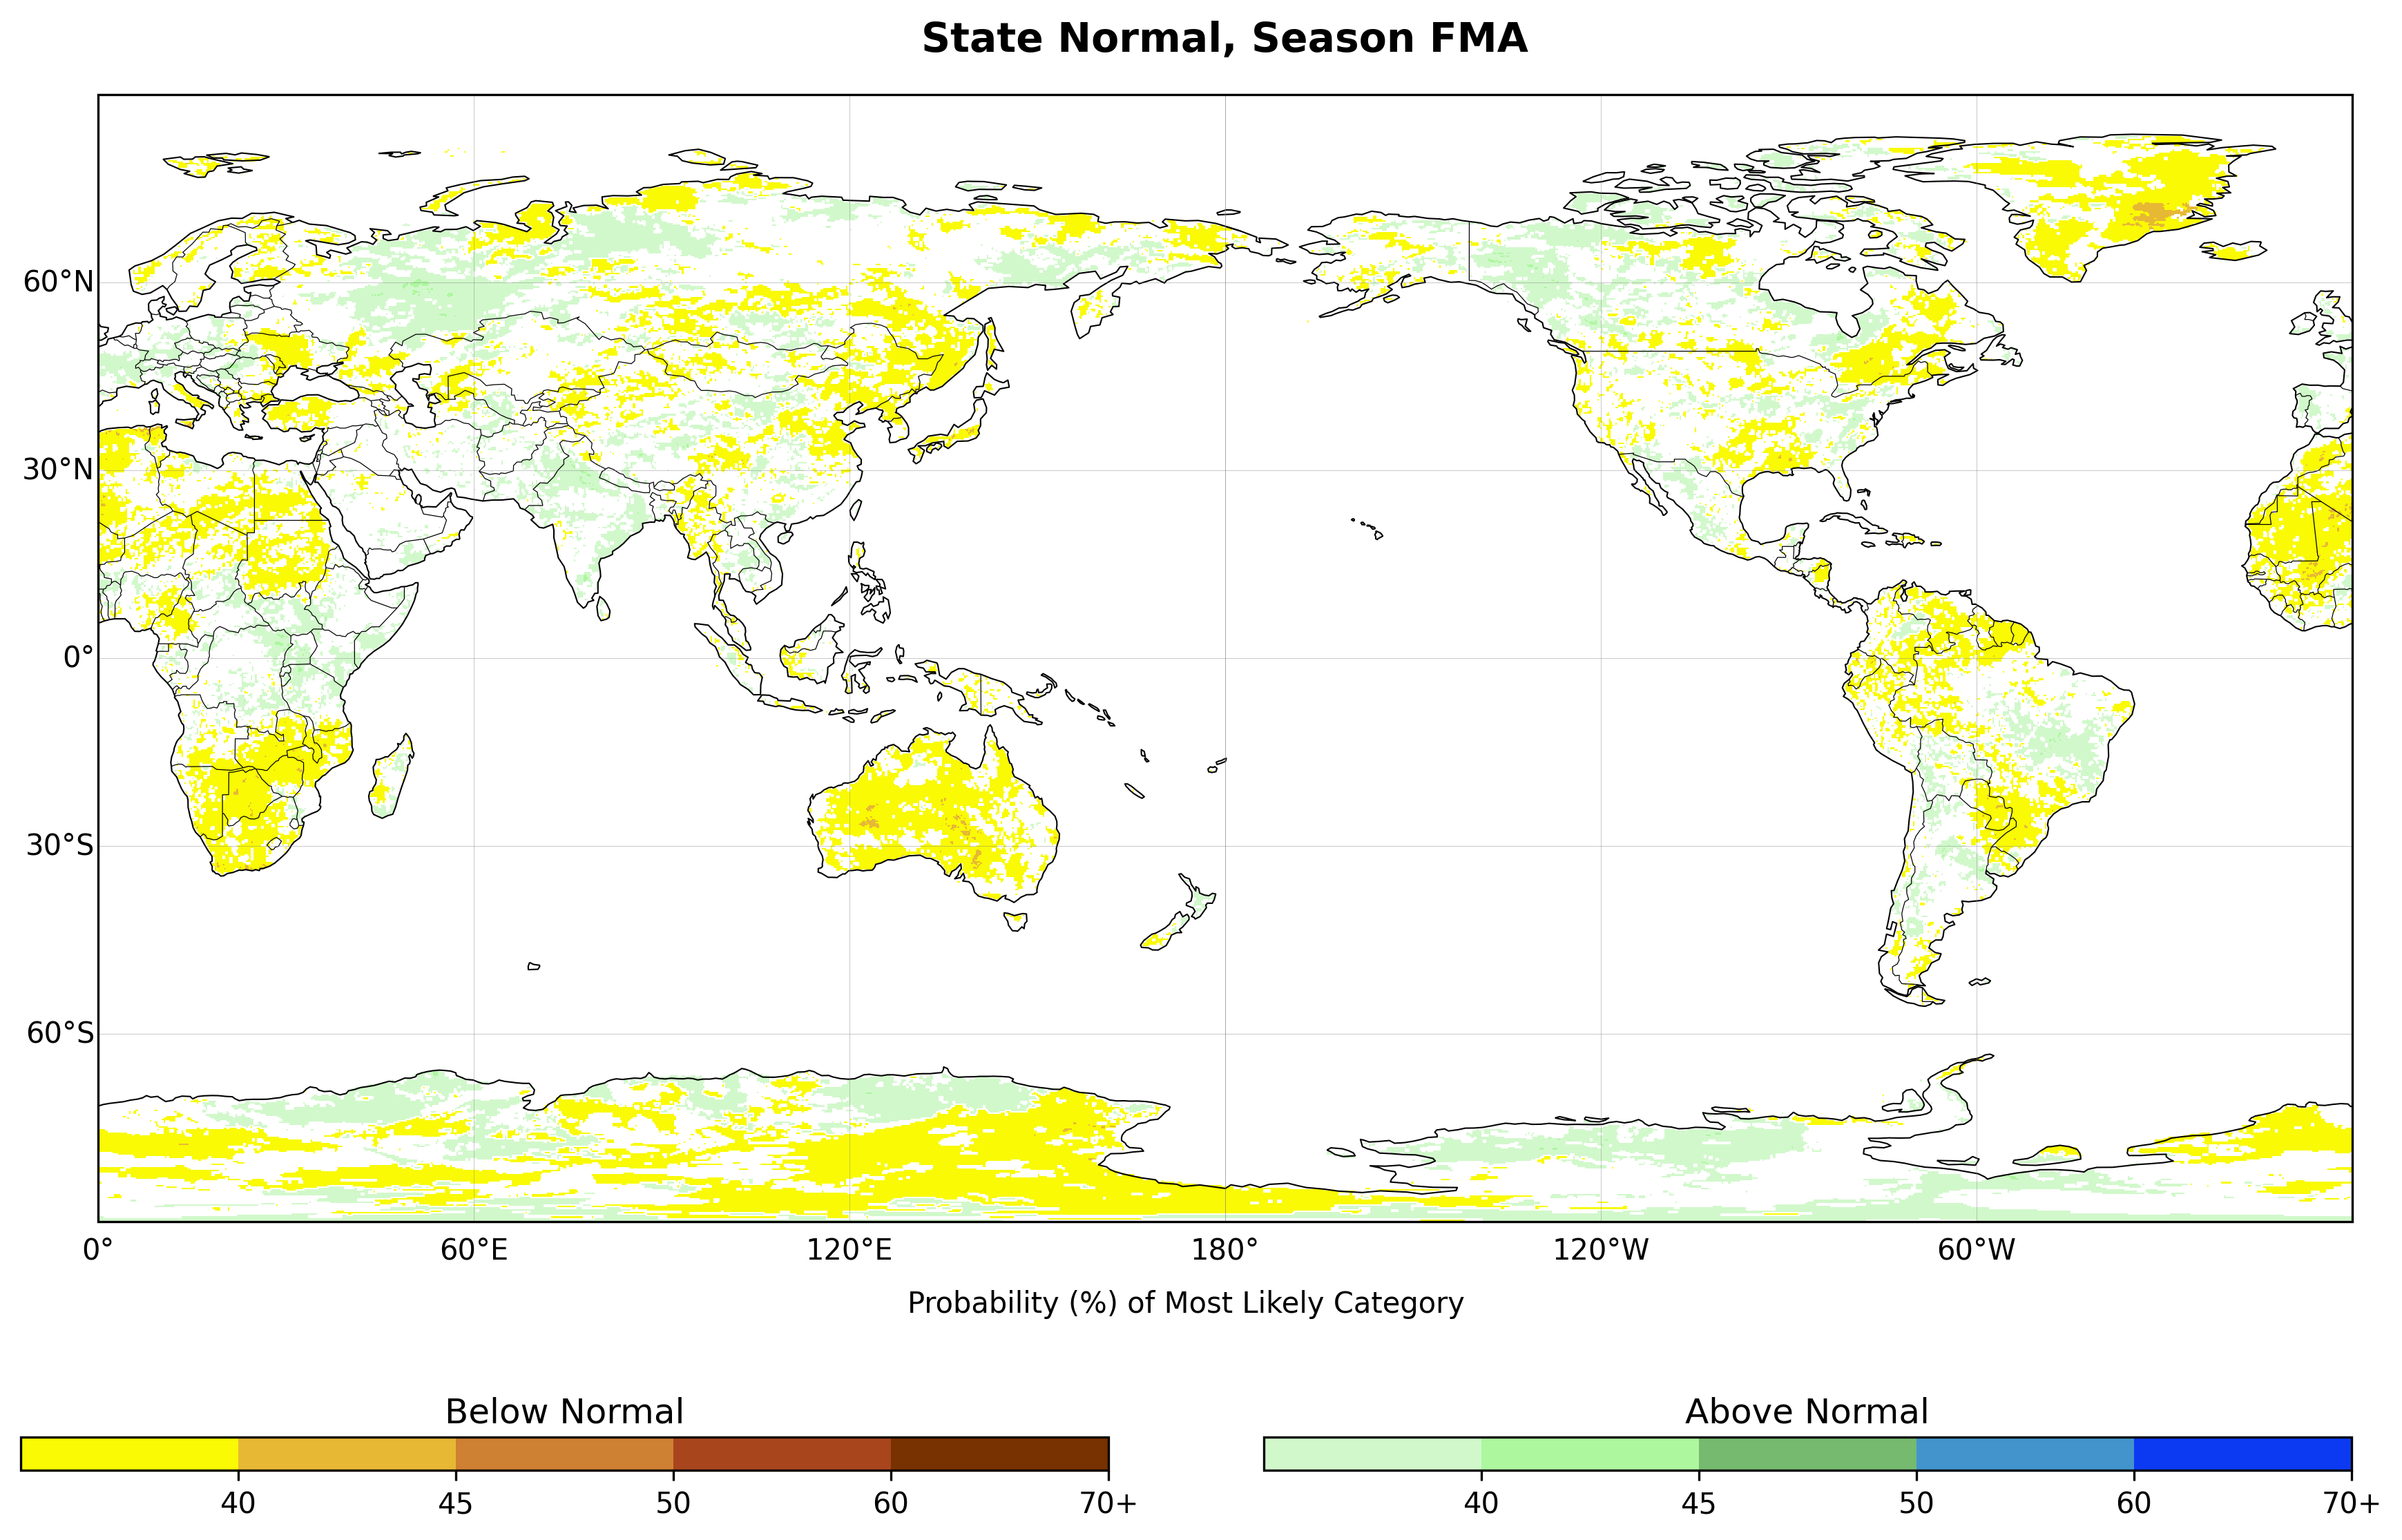 State Normal, Season FMA
60°N
30°N
0°
30°S
60°S
0° 60°E 120°E 180° 120°W 60°W
Probability (%) of Most Likely Category
Below Normal
40 45 50 60 70+
Above Normal
40 45 50 60 70+